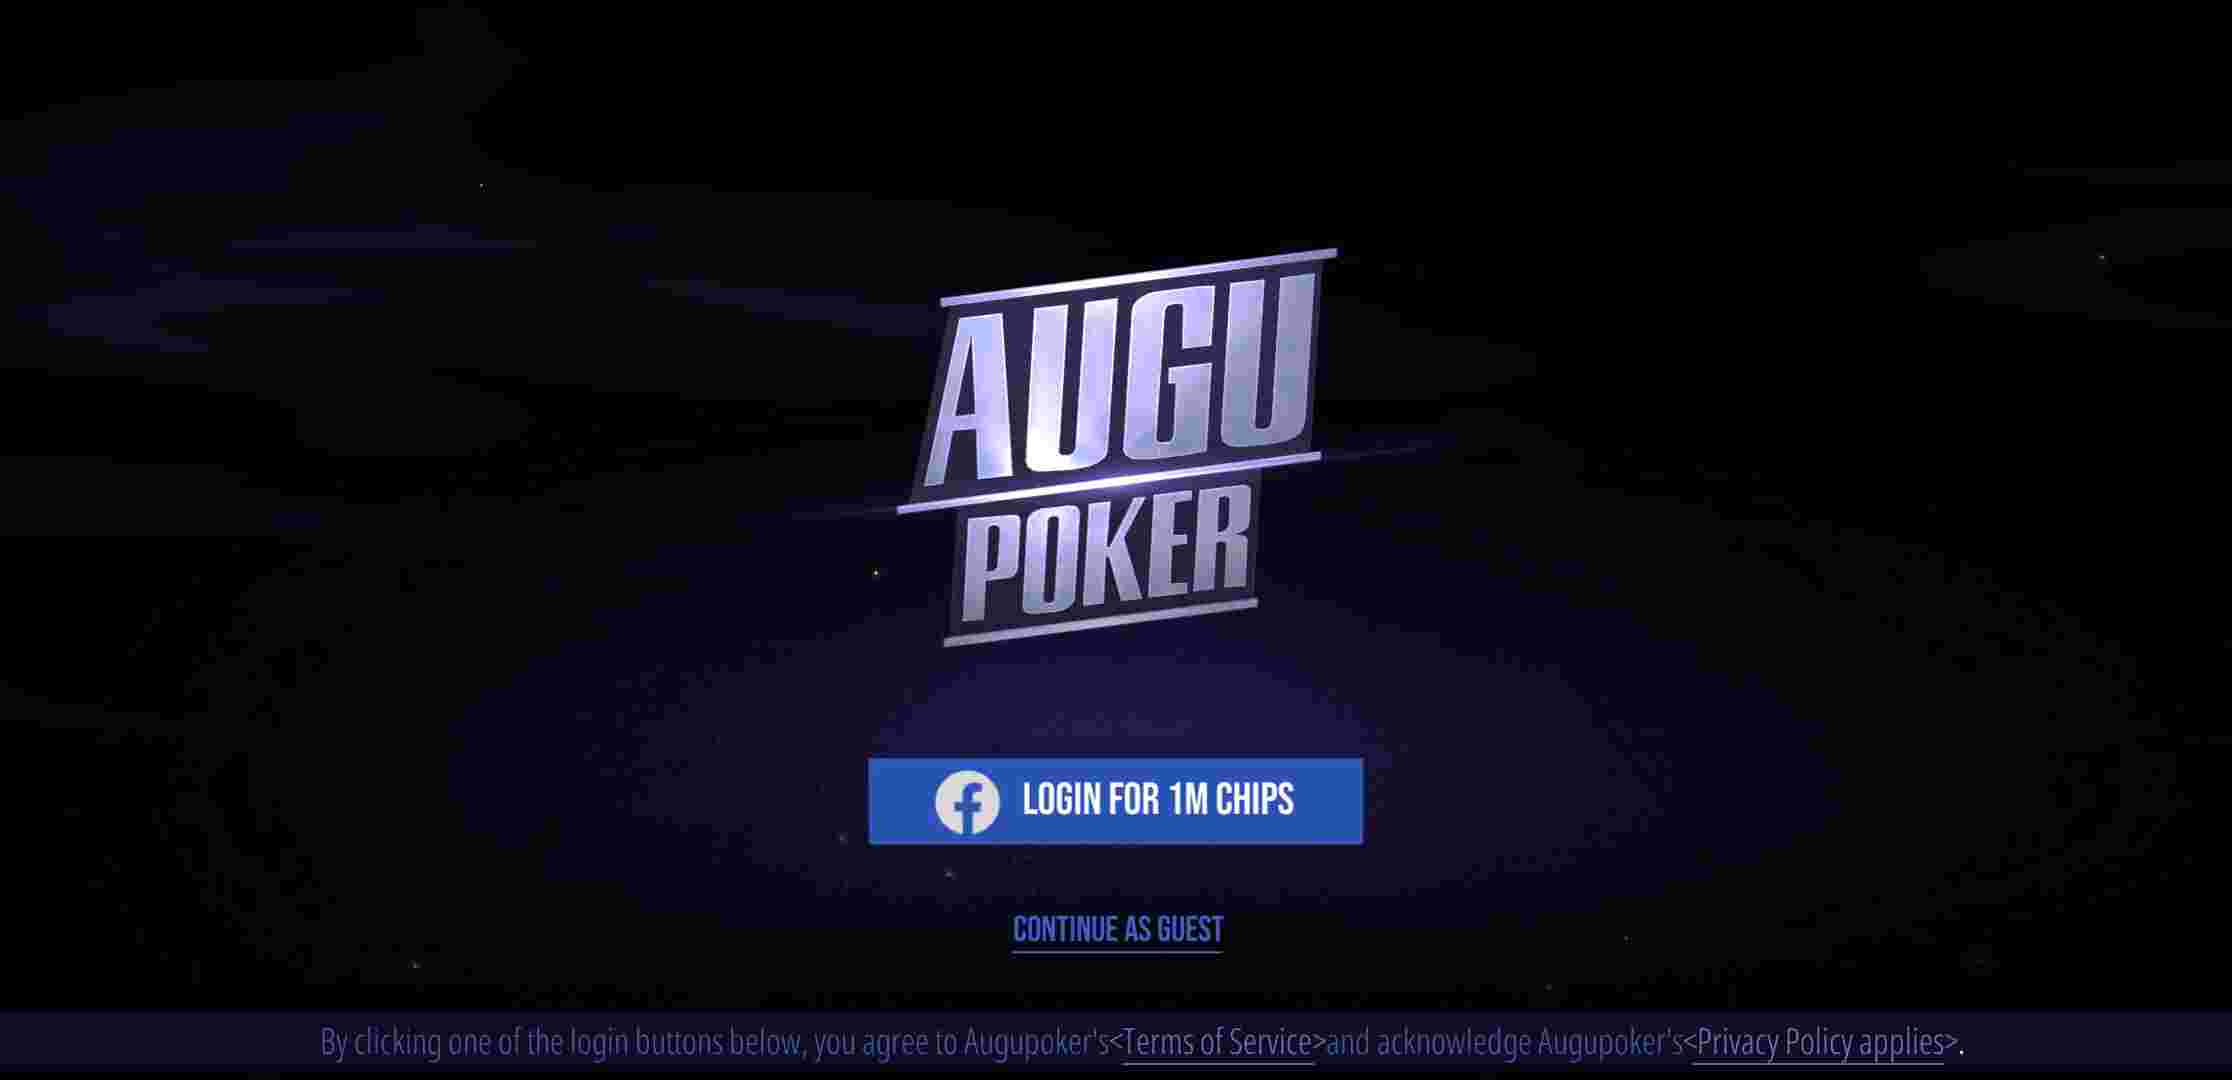 AUGU
POKER
LOGIN FOR 1M CHIPS
CONTINUE AS GUEST
By clicking one of the login buttons below, you agree to Augupoker's<Terms of Service>and acknowledge Augupoker's<Privacy Policy applies>.